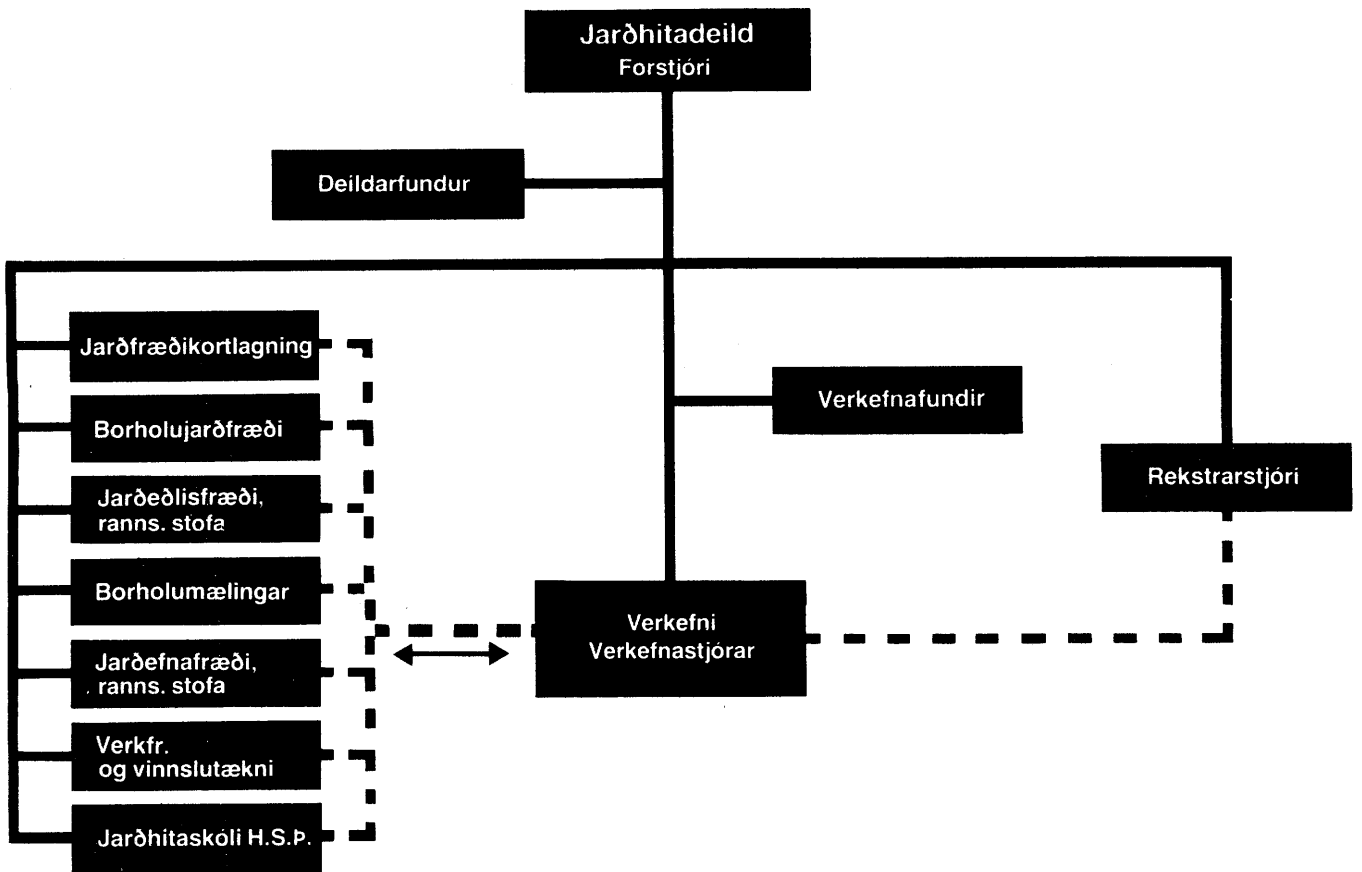 Jarðhitadeild
Forstjóri
Deildarfundur
Jarðfræðikortlagning
Borholujarðfræði
Jarðeðlisfræði,
ranns. stofa
Borholumælingar
Jarðefnafræði,
ranns. stofa
Verkfr.
og vinnslutækni
Jarðhitaskóli H.S.Þ.
Verkefnafundir
Rekstrarstjóri
Verkefni
Verkefnastjórar